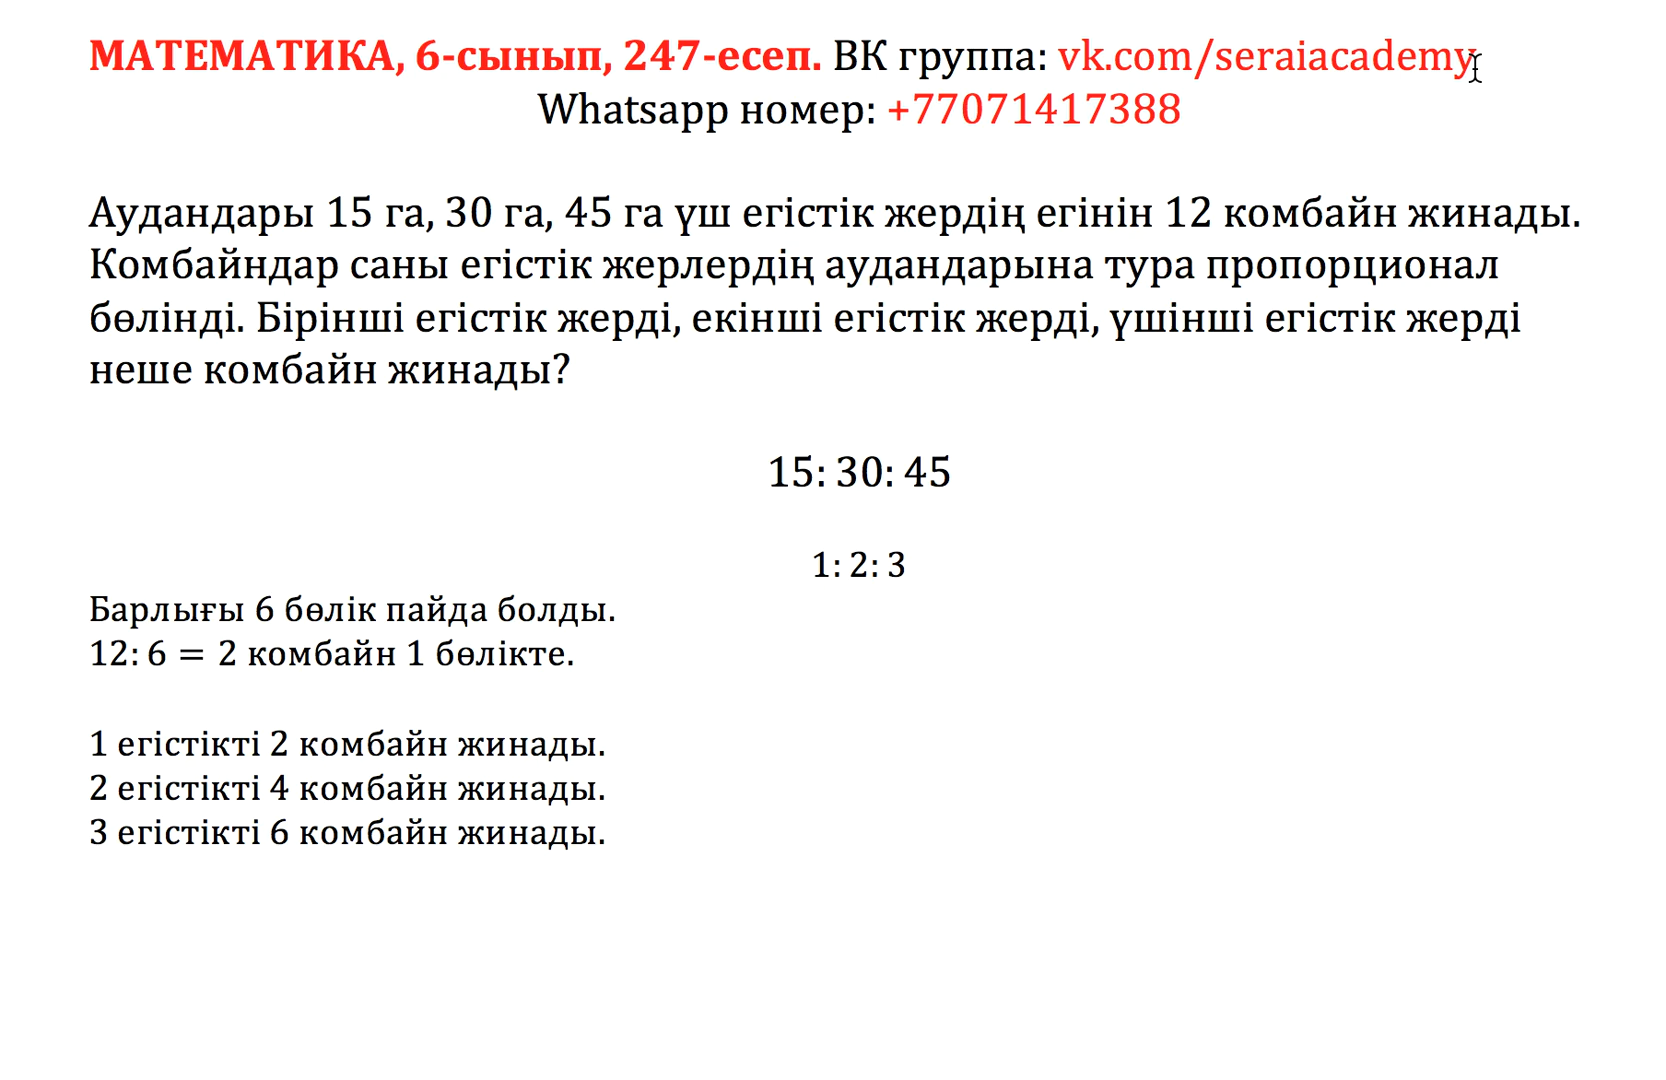 МАТЕМАТИКА, 6-сынып, 247-есеп. ВК группа: vk.com/seraiacademy
Whatsapp номер: +77071417388
Аудандары 15 га, 30 га, 45 га үш егістік жердің егінін 12 комбайн жинады.
Комбайндар саны егістік жерлердің аудандарына тура пропорционал
бөлінді. Бірінші егістік жерді, екінші егістік жерді, үшінші егістік жерді
неше комбайн жинады?
15: 30: 45
1: 2: 3
Барлығы 6 бөлік пайда болды.
12: 6 = 2 комбайн 1 бөлікте.
1 егістікті 2 комбайн жинады.
2 егістікті 4 комбайн жинады.
3 егістікті 6 комбайн жинады.